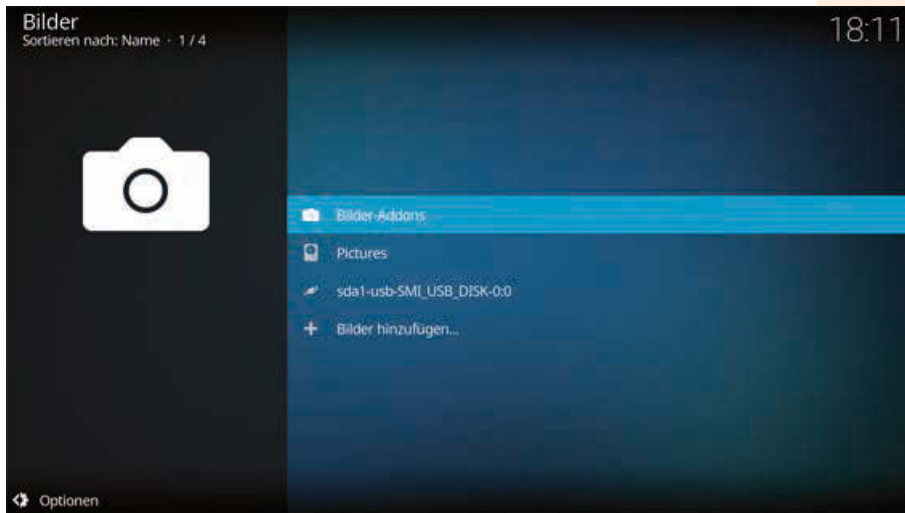 Bilder
Sortieren nach: Name · 1 / 4
18:11
Bilder-Addons
Pictures
sda1-usb-SMI_USB_DISK-0:0
Bilder hinzufügen...
Optionen